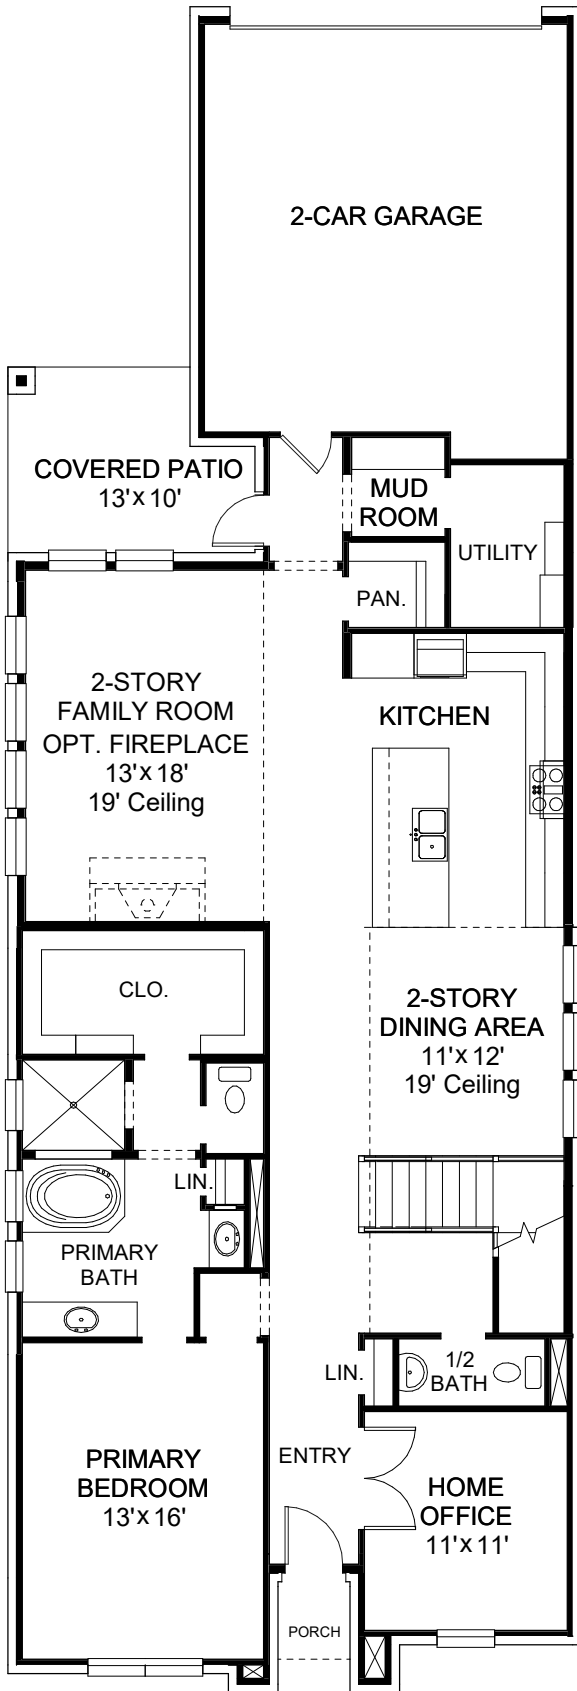 2-CAR GARAGE
COVERED PATIO
13'x 10'
MUD
ROOM
UTILITY
PAN.
2-STORY
FAMILY ROOM
OPT. FIREPLACE
13'x 18'
19' Ceiling
KITCHEN
CLO.
2-STORY
DINING AREA
11'x 12'
19' Ceiling
LIN.
PRIMARY
BATH
LIN.
1/2
BATH
ENTRY
PRIMARY
BEDROOM
13'x 16'
HOME
OFFICE
11'x 11'
PORCH